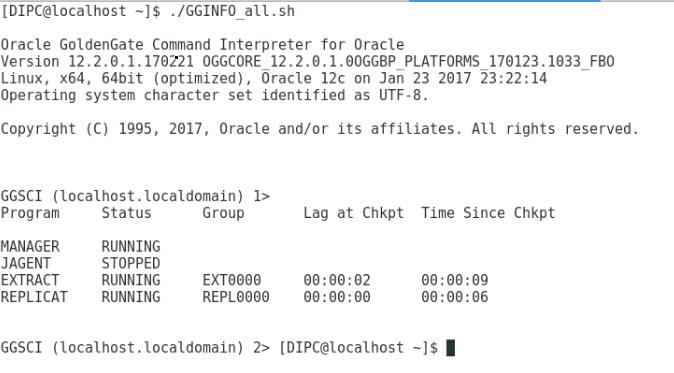 [DIPC@localhost ~]$ ./GGINFO_all.sh
Oracle GoldenGate Command Interpreter for Oracle
Version 12.2.0.1.170221 OGGCORE_12.2.0.1.0OGGBP_PLATFORMS_170123.1033_FBO
Linux, x64, 64bit (optimized), Oracle 12c on Jan 23 2017 23:22:14
Operating system character set identified as UTF-8.
Copyright (C) 1995, 2017, Oracle and/or its affiliates. All rights reserved.
GGSCI (localhost.localdomain) 1>
Program Status Group Lag at Chkpt Time Since Chkpt
MANAGER RUNNING
JAGENT STOPPED
EXTRACT RUNNING EXT0000 00:00:02 00:00:09
REPLICAT RUNNING REPL0000 00:00:00 00:00:06
GGSCI (localhost.localdomain) 2> [DIPC@localhost ~]$